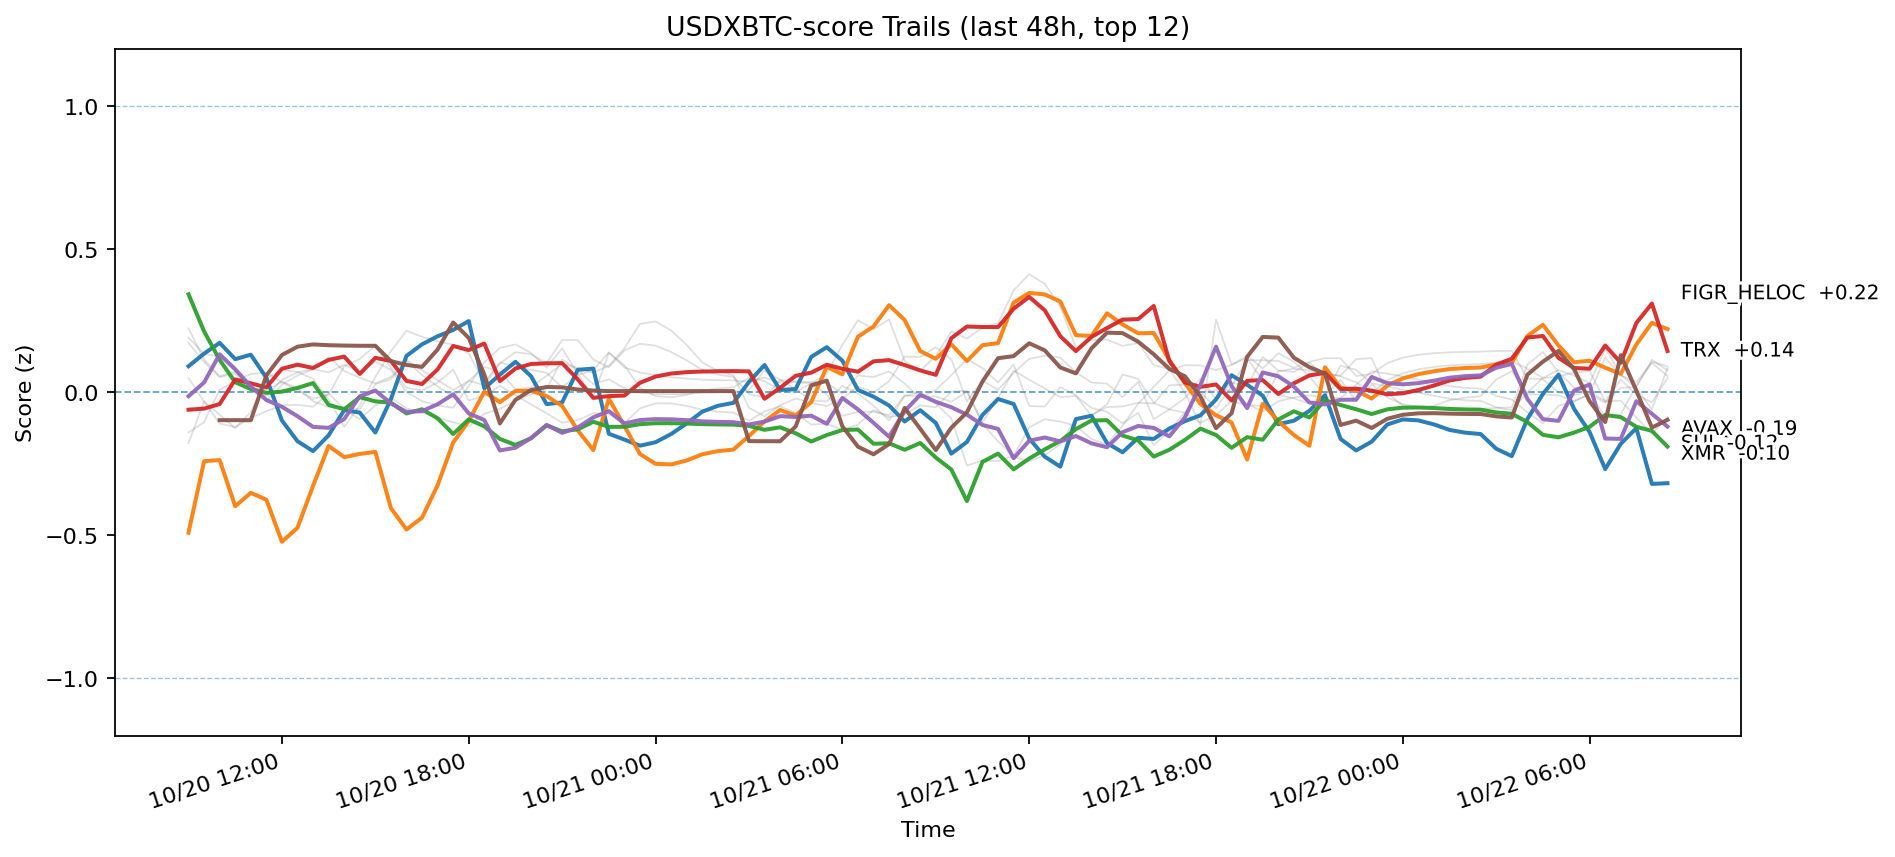 USDXBTC-score Trails (last 48h, top 12)
Score (z)
1.0
0.5
0.0
−0.5
−1.0
FIGR_HELOC +0.22
TRX +0.14
AVAX -0.19
XMR -0.10
10/20 12:00
10/20 18:00
10/21 00:00
10/21 06:00
10/21 12:00
10/21 18:00
10/22 00:00
10/22 06:00
Time